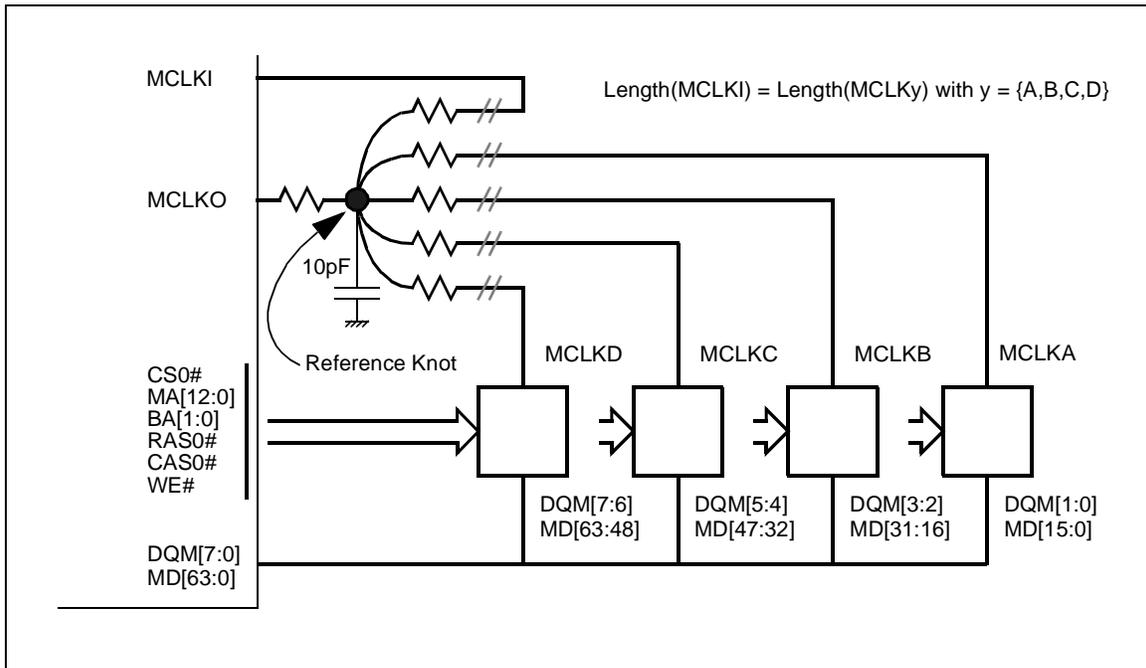 MCLKI
Length(MCLKI) = Length(MCLKy) with y = {A,B,C,D}
MCLKO
10pF
Reference Knot
MCLKD
MCLKC
MCLKB
MCLKA
CS0#
MA[12:0]
BA[1:0]
RAS0#
CAS0#
WE#
DQM[7:6]
MD[63:48]
DQM[5:4]
MD[47:32]
DQM[3:2]
MD[31:16]
DQM[1:0]
MD[15:0]
DQM[7:0]
MD[63:0]